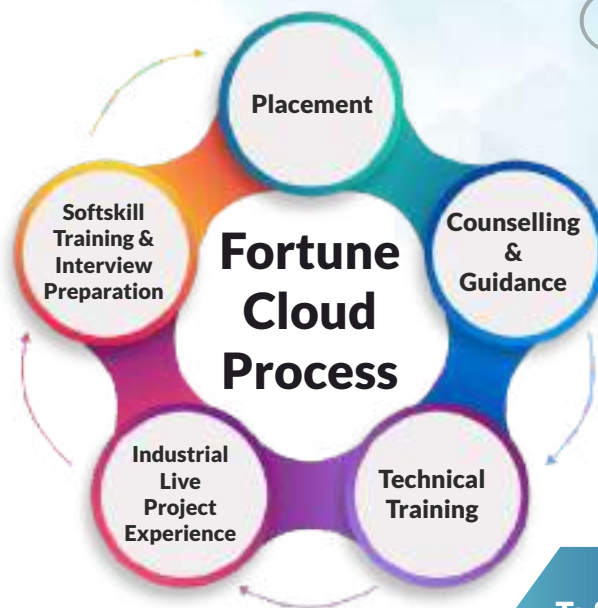 Placement
Counselling
&
Guidance
Technical
Training
Industrial
Live
Project
Experience
Softskill
Training &
Interview
Preparation
Fortune
Cloud
Process